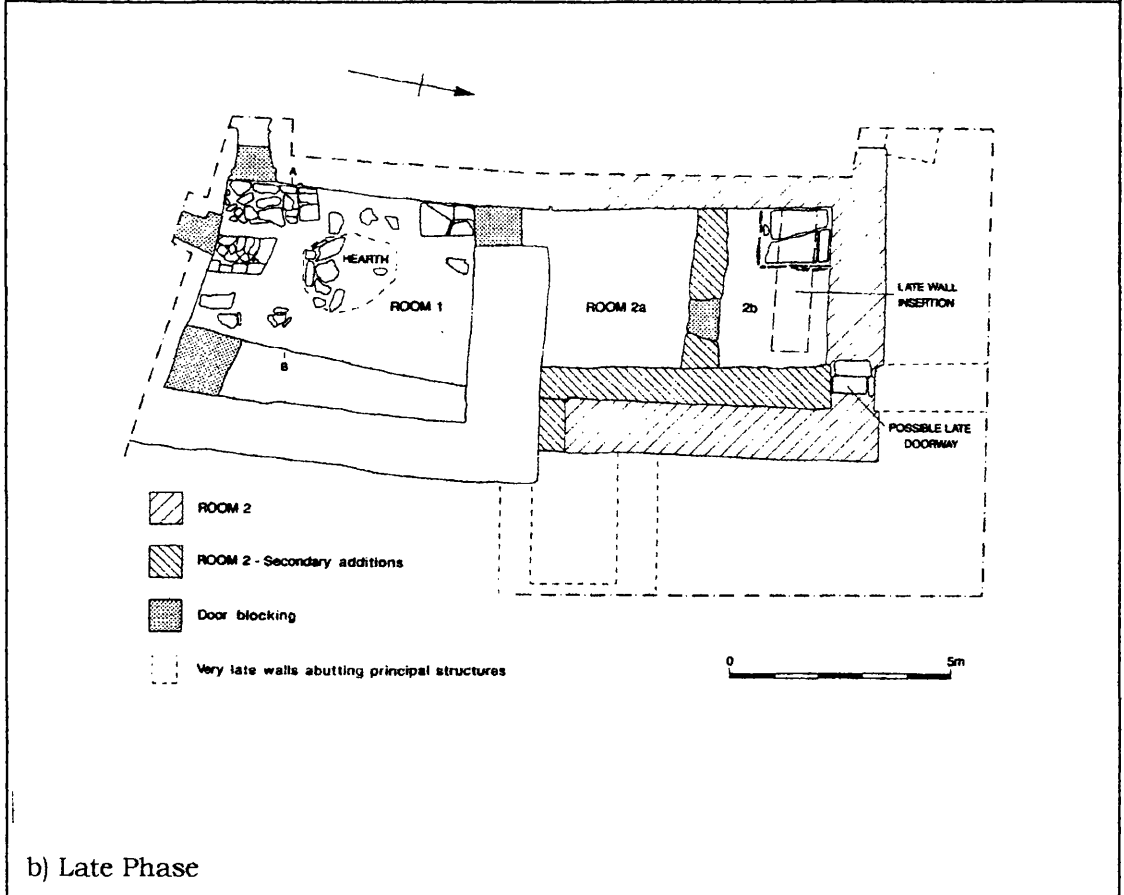 A
HEARTH
ROOM 1
B
ROOM 2a
2b
LATE WALL
INSERTION
POSSIBLE LATE
DOORWAY
ROOM 2
ROOM 2 - Secondary additions
Door blocking
Very late walls abutting principal structures
0 5m
b) Late Phase